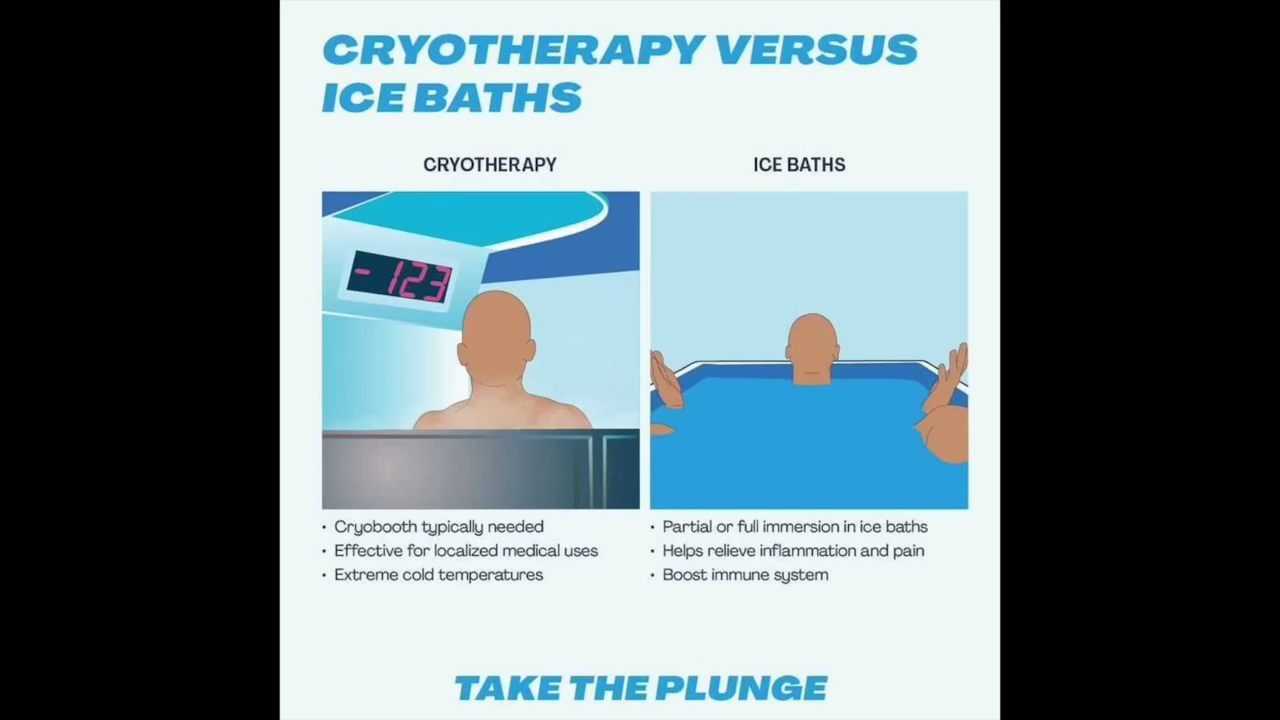 CRYOTHERAPY VERSUS
ICE BATHS
CRYOTHERAPY
ICE BATHS
-123
• Cryobooth typically needed
• Effective for localized medical uses
• Extreme cold temperatures
• Partial or full immersion in ice baths
• Helps relieve inflammation and pain
• Boost immune system
TAKE THE PLUNGE